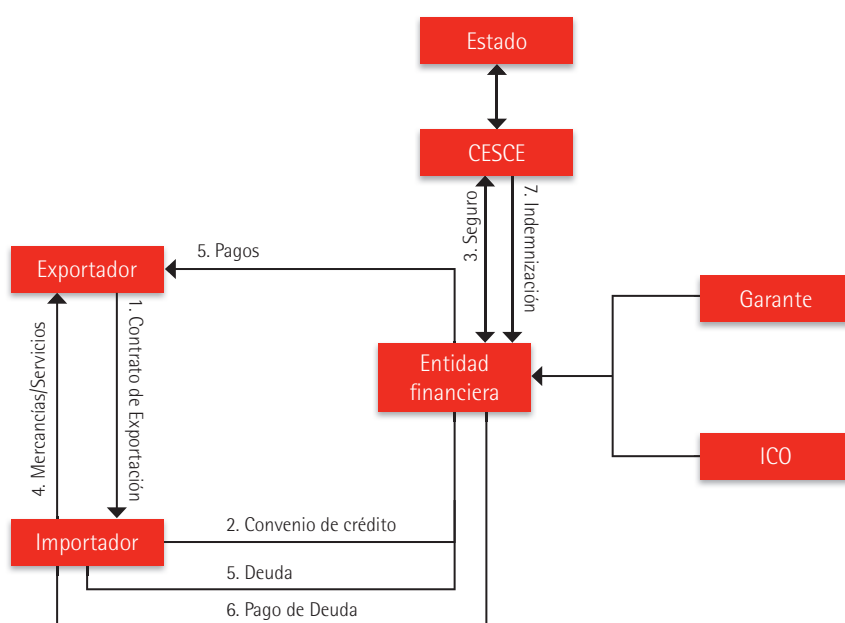 Estado
CESCE
3. Seguro
7. Indemnización
5. Pagos
Exportador
Garante
1. Contrato de Exportación
4. Mercancías/Servicios
Entidad
financiera
ICO
2. Convenio de crédito
Importador
5. Deuda
6. Pago de Deuda